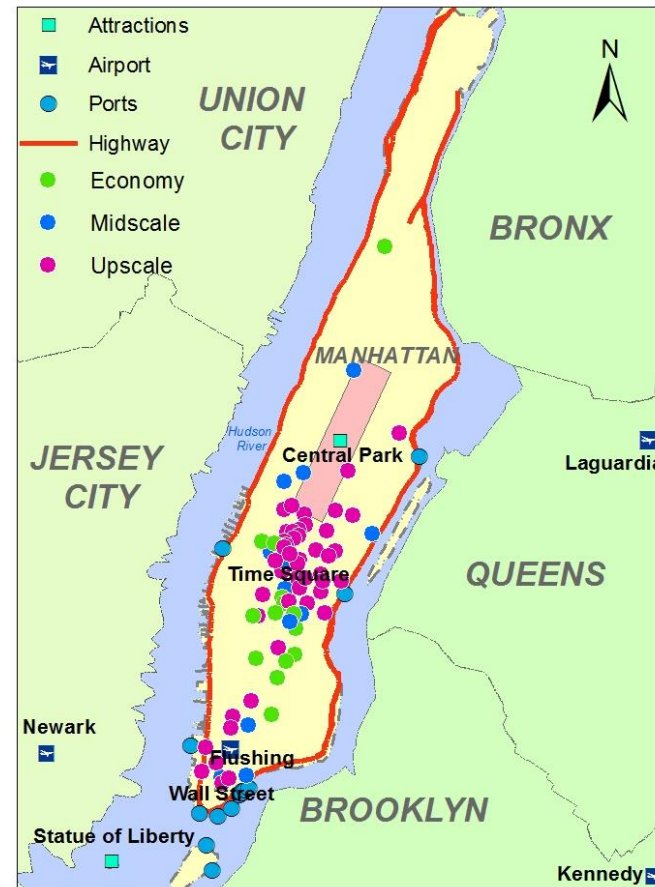 Attractions
Airport
Ports
Highway
Economy
Midscale
Upscale
N
UNION
CITY
BRONX
MANHATTAN
Hudson
River
Central Park
Laguardia
JERSEY
CITY
QUEENS
Time Square
Newark
Flushing
Wall Street
BROOKLYN
Statue of Liberty
Kennedy